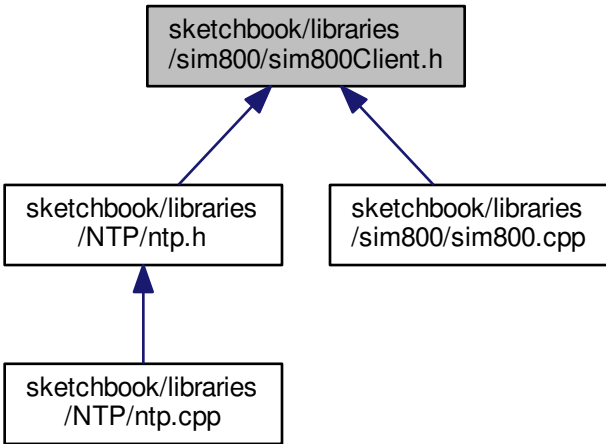 sketchbook/libraries
/sim800/sim800Client.h
sketchbook/libraries
/NTP/ntp.h
sketchbook/libraries
/sim800/sim800.cpp
sketchbook/libraries
/NTP/ntp.cpp